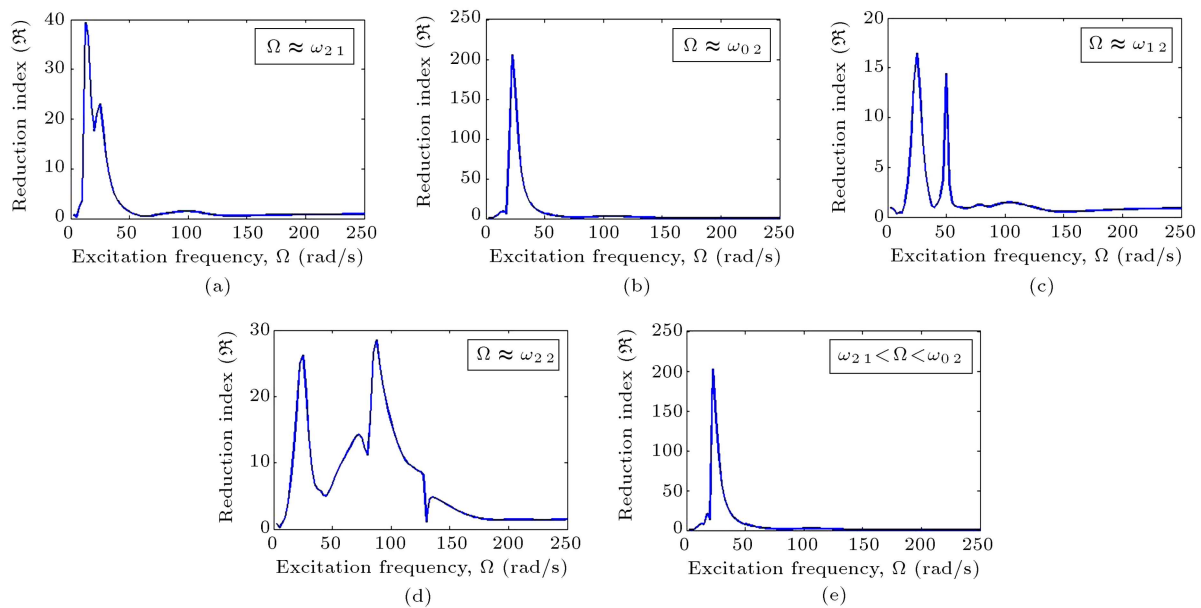 40
30
20
10
0
Reduction index (ℜ)
Ω ≈ ω₂ ₁
0 50 100 150 200 250
Excitation frequency, Ω (rad/s)
(a)
250
200
150
100
50
0
Reduction index (ℜ)
Ω ≈ ω₀ ₂
0 50 100 150 200 250
Excitation frequency, Ω (rad/s)
(b)
20
15
10
5
0
Reduction index (ℜ)
Ω ≈ ω₁ ₂
0 50 100 150 200 250
Excitation frequency, Ω (rad/s)
(c)
30
20
10
0
Reduction index (ℜ)
Ω ≈ ω₂ ₂
0 50 100 150 200 250
Excitation frequency, Ω (rad/s)
(d)
250
200
150
100
50
0
Reduction index (ℜ)
ω₂ ₁<Ω<ω₀ ₂
0 50 100 150 200 250
Excitation frequency, Ω (rad/s)
(e)